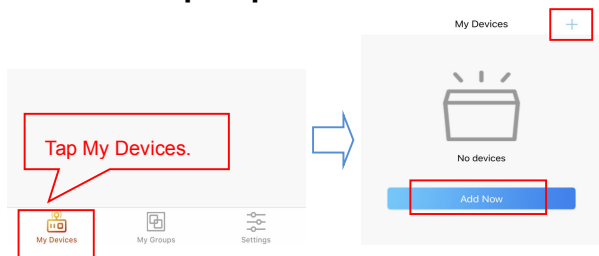 My Devices
+
Tap My Devices.
No devices
Add Now
My Devices
My Groups
Settings